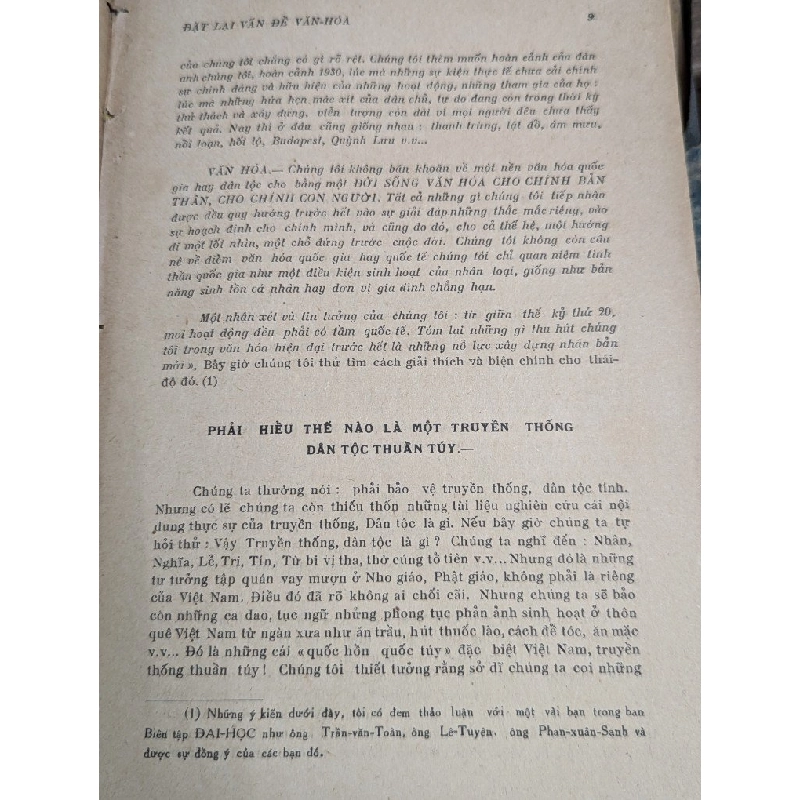 ĐẶT LẠI VẤN ĐỀ VĂN-HÓA 9
của chúng tôi chẳng có gì rõ rệt. Chúng tôi thèm muốn hoàn cảnh của đàn
anh chúng tôi, hoàn cảnh 1930, lúc mà những sự kiện thực tế chưa cải chính
sự chính đáng và hữu hiệu của những hoạt động, những tham gia của họ :
lúc mà những hứa hẹn mác xít của dân chủ, tự do đang còn trong thời kỳ
thử thách và xây dựng, viễn tượng còn dài vì mọi người đều chưa thấy
kết quả. Nay thì ở đâu cũng giống nhau : thanh trừng, tật đố, âm mưu,
nổi loạn, hối lộ, Budapest, Quỳnh Lưu v.v...
VĂN HÓA.— Chúng tôi không băn khoăn về một nền văn hóa quốc
gia hay dân tộc cho bằng một ĐỜI SỐNG VĂN HÓA CHO CHÍNH BẢN
THÂN, CHO CHÍNH CON NGƯỜI. Tất cả những gì chúng tôi tiếp nhận
được đều quy hướng trước hết vào sự giải đáp những thắc mắc riêng, vào
sự hoạch định cho chính mình, và cũng do đó, cho cả thế hệ, một hướng
đi một lối nhìn, một chỗ đứng trước cuộc đời. Chúng tôi không còn câu
nệ về điểm văn hóa quốc gia hay quốc tế chúng tôi chỉ quan niệm tinh
thần quốc gia như một điều kiện sinh hoạt của nhân loại, giống như bản
năng sinh tồn cá nhân hay đơn vị gia đình chẳng hạn.
Một nhận xét và tin tưởng của chúng tôi : từ giữa thế kỷ thứ 20,
mọi hoạt động đều phải có tầm quốc tế. Tóm lại những gì thu hút chúng
tôi trong văn hóa hiện đại trước hết là những nỗ lực xây dựng nhân bản
mới ». Bây giờ chúng tôi thử tìm cách giải thích và biện chính cho thái-
độ đó. (1)
PHẢI HIỂU THẾ NÀO LÀ MỘT TRUYỀN THỐNG
DÂN TỘC THUẦN TÚY.—
Chúng ta thường nói : phải bảo vệ truyền thống, dân tộc tính.
Nhưng có lẽ chúng ta còn thiếu thốn những tài liệu nghiên cứu cái nội
dung thực sự của truyền thống, Dân tộc là gì. Nếu bây giờ chúng ta tự
hỏi thử : Vậy Truyền thống, dân tộc là gì ? Chúng ta nghĩ đến : Nhân,
Nghĩa, Lễ, Trí, Tín, Từ bi vị tha, thờ cúng tổ tiên v.v... Nhưng đó là những
tư tưởng tập quán vay mượn ở Nho giáo, Phật giáo, không phải là riêng
của Việt Nam. Điều đó đã rõ không ai chối cãi. Nhưng chúng ta sẽ bảo
còn những ca dao, tục ngữ những phong tục phản ảnh sinh hoạt ở thôn
quê Việt Nam từ ngàn xưa như ăn trầu, hút thuốc lào, cách để tóc, ăn mặc
v.v... Đó là những cái «quốc hồn quốc túy» đặc biệt Việt Nam, truyền
thống thuần túy ! Chúng tôi thiết tưởng rằng sở dĩ chúng ta coi những
(1) Những ý kiến dưới đây, tôi có đem thảo luận với một vài bạn trong ban
Biên tập ĐẠI-HỌC như ông Trần-văn-Toàn, ông Lê-Tuyên, ông Phan-xuân-Sanh và
được sự đồng ý của các bạn đó.